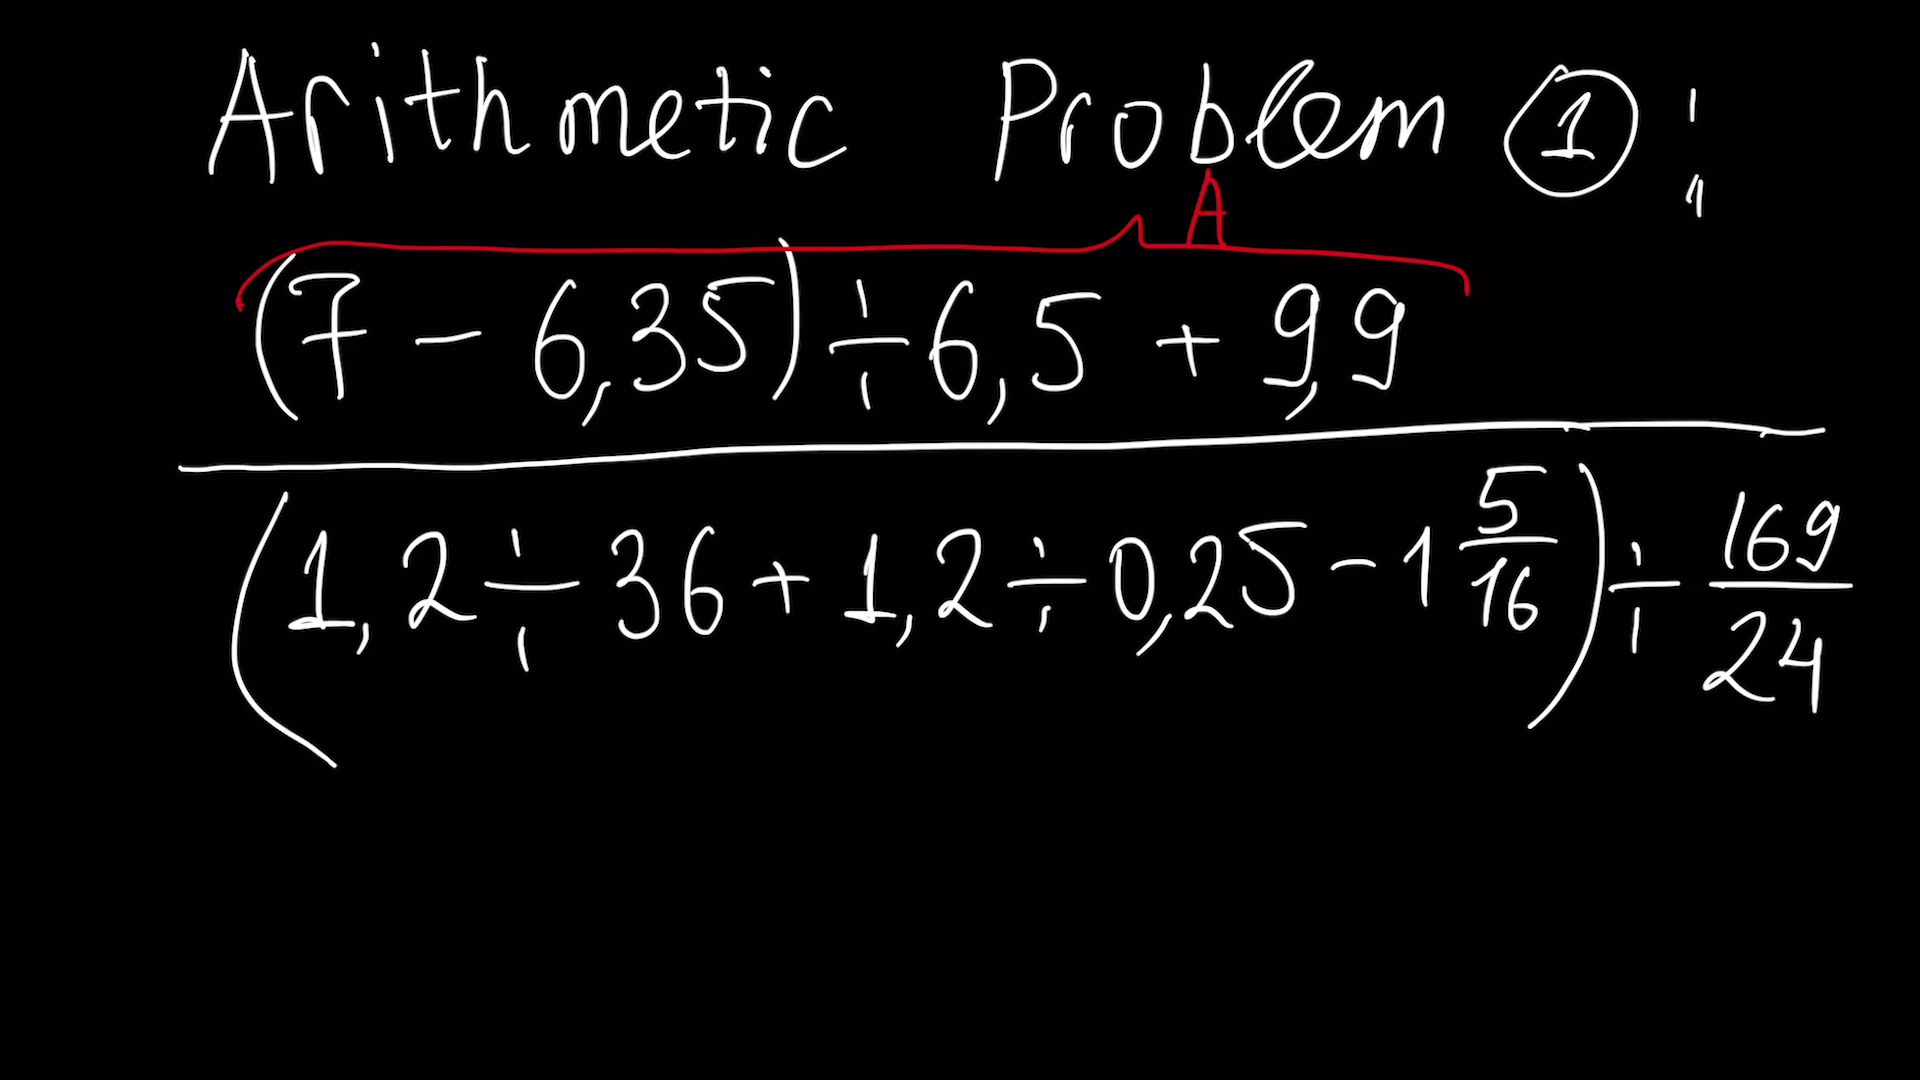 Arithmetic Problem ① :
A
(7 - 6,35) ÷ 6,5 + 9,9
(1,2 ÷ 36 + 1,2 ÷ 0,25 - 1 5/16) ÷ 169/24